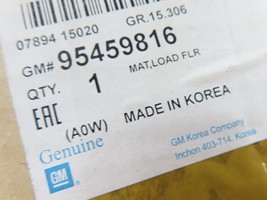 07894 15020 GR.15.306
GM# 95459816
QTY. 1 MAT,LOAD FLR
EAC
(A0W) MADE IN KOREA
Genuine GM Korea Company
GM Inchon 403-714. Korea